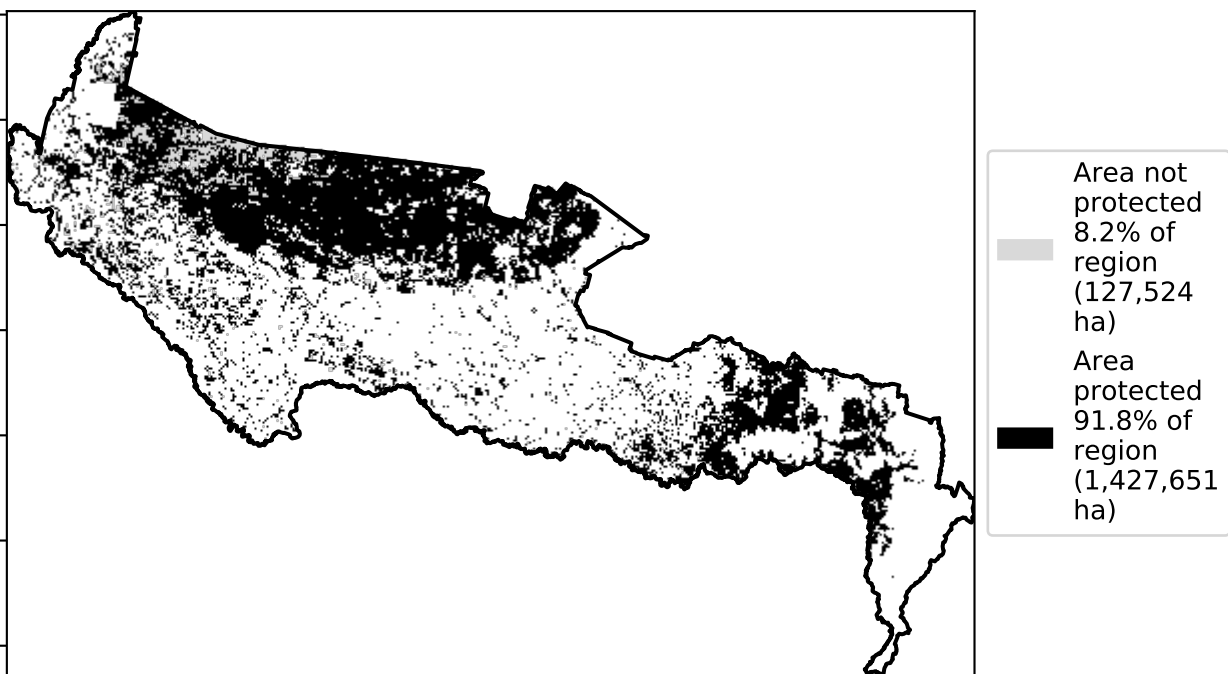 Area not
protected
8.2% of
region
(127,524
ha)
Area
protected
91.8% of
region
(1,427,651
ha)